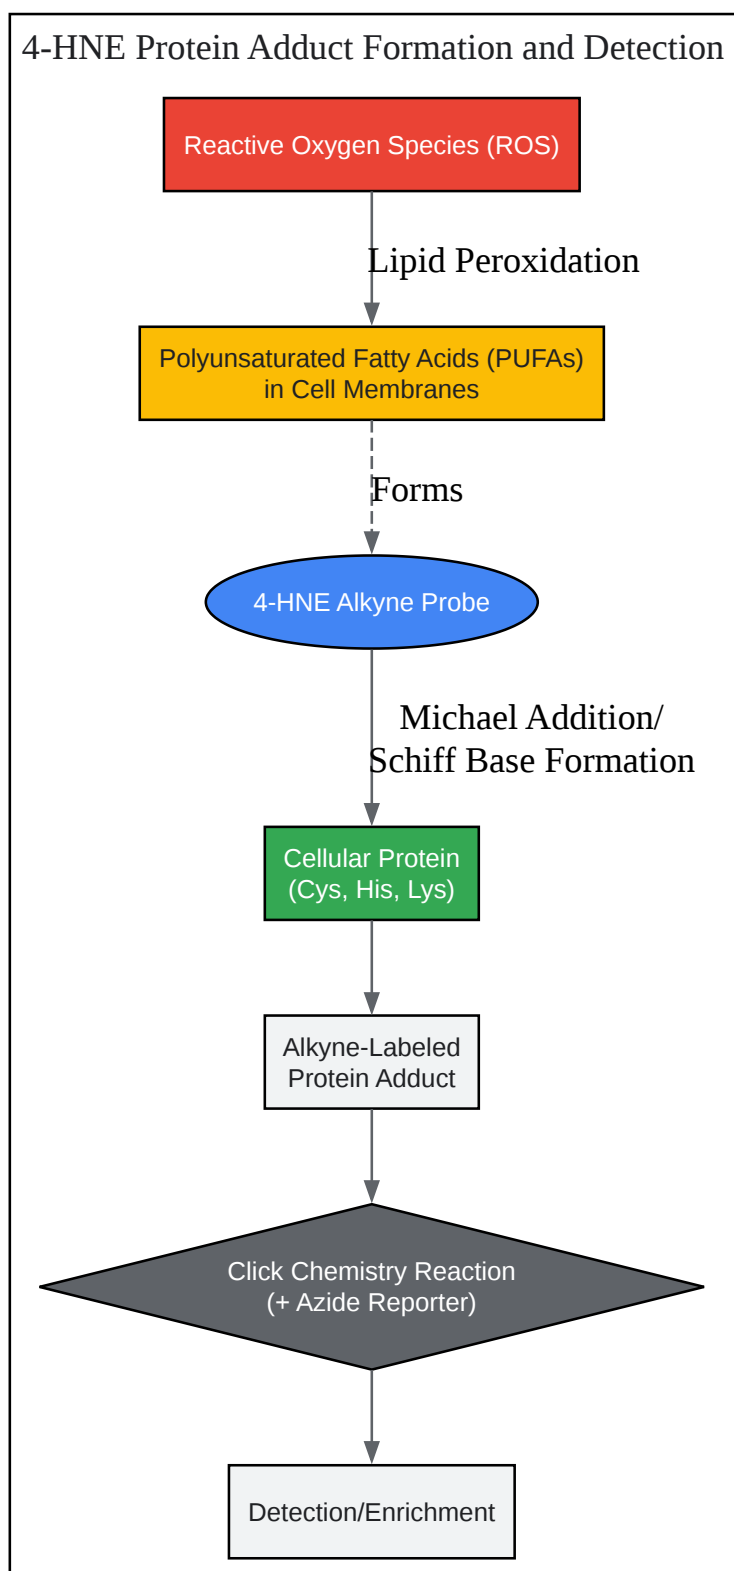 4-HNE Protein Adduct Formation and Detection
Reactive Oxygen Species (ROS)
Lipid Peroxidation
Polyunsaturated Fatty Acids (PUFAs)
in Cell Membranes
Forms
4-HNE Alkyne Probe
Michael Addition/
Schiff Base Formation
Cellular Protein
(Cys, His, Lys)
Alkyne-Labeled
Protein Adduct
Click Chemistry Reaction
(+ Azide Reporter)
Detection/Enrichment